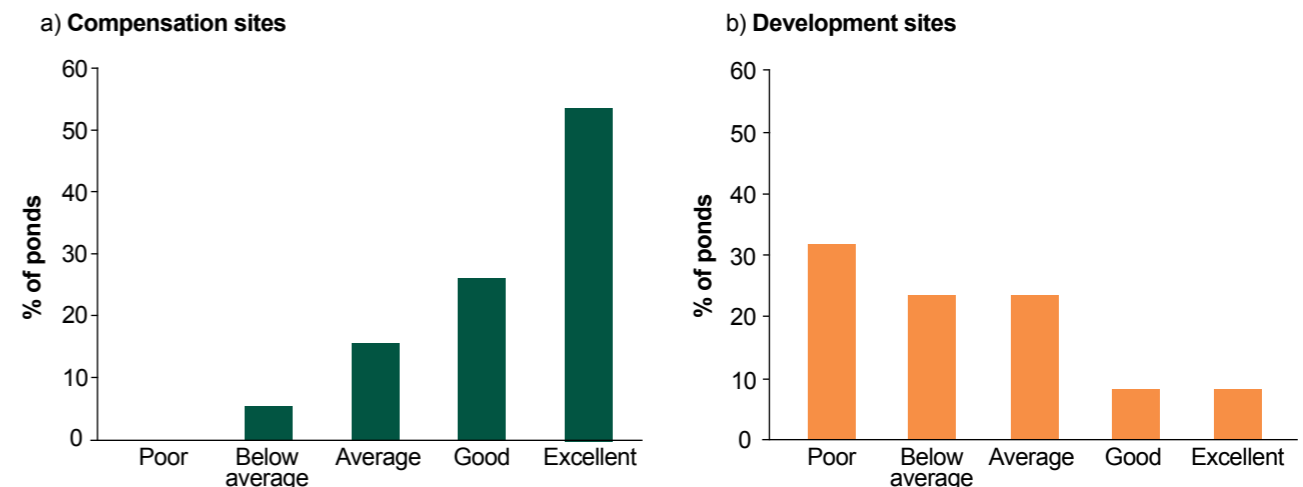 a) Compensation sites
% of ponds
60
50
40
30
20
10
0
Poor
Below
average
Average
Good
Excellent
b) Development sites
% of ponds
60
50
40
30
20
10
0
Poor
Below
average
Average
Good
Excellent